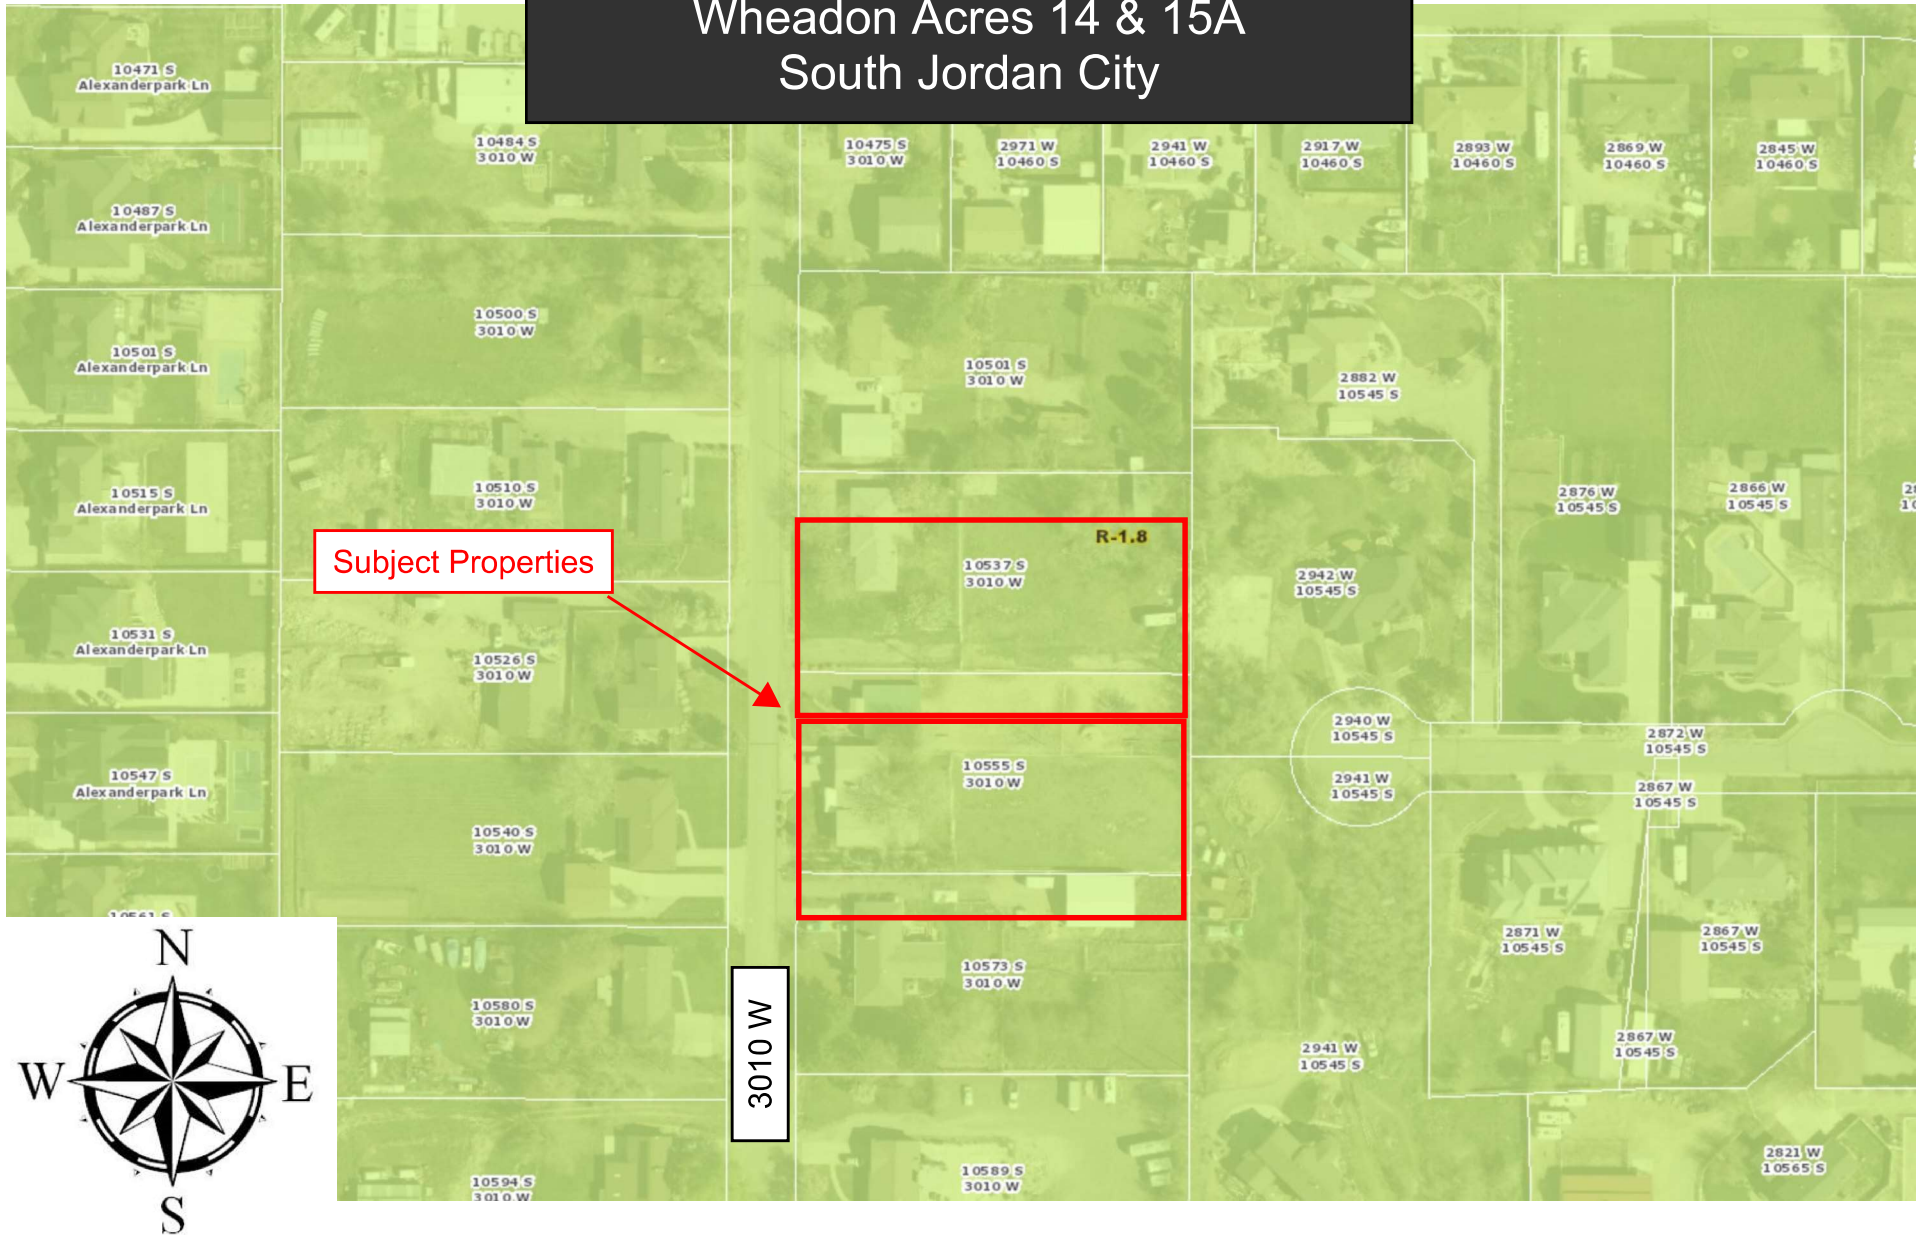 Wheadon Acres 14 & 15A
South Jordan City
10471 S
Alexanderpark Ln
10484 S
3010 W
10475 S
3010 W
2971 W
10460 S
2941 W
10460 S
2917 W
10460 S
2893 W
10460 S
2869 W
10460 S
2845 W
10460 S
10487 S
Alexanderpark Ln
10500 S
3010 W
10501 S
Alexanderpark Ln
10501 S
3010 W
2882 W
10545 S
10515 S
Alexanderpark Ln
10510 S
3010 W
2876 W
10545 S
2866 W
10545 S
R-1.8
Subject Properties
10537 S
3010 W
2942 W
10545 S
10531 S
Alexanderpark Ln
10526 S
3010 W
2940 W
10545 S
2872 W
10545 S
10547 S
Alexanderpark Ln
10555 S
3010 W
2941 W
10545 S
2867 W
10545 S
10540 S
3010 W
10561 S
2871 W
10545 S
2867 W
10545 S
N
10573 S
3010 W
10580 S
3010 W
3010 W
2941 W
10545 S
2867 W
10545 S
W
E
10594 S
3010 W
10589 S
3010 W
2821 W
10565 S
S